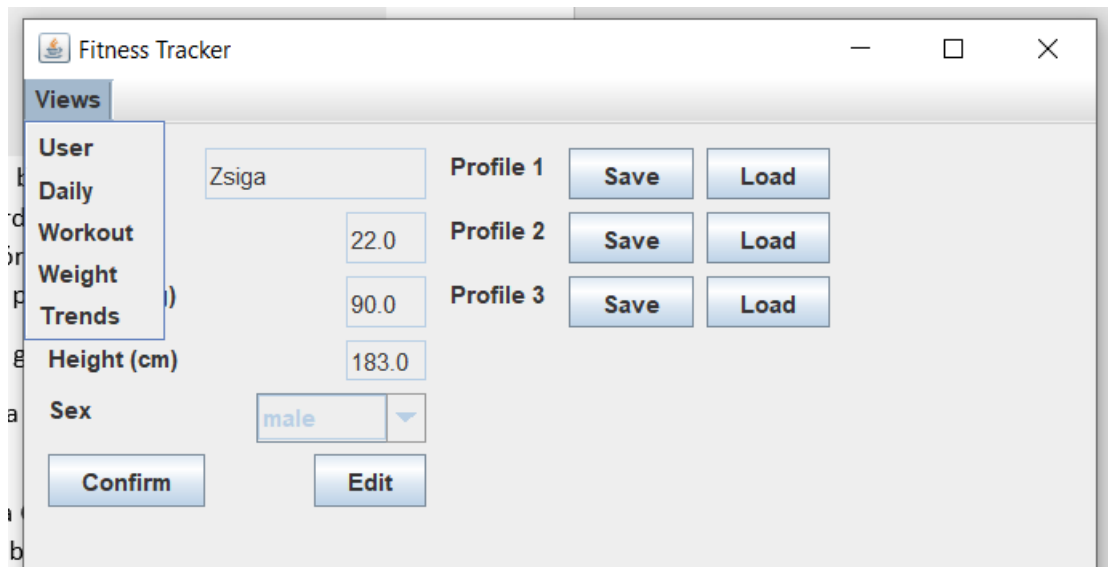 Fitness Tracker
Views
User
Daily
Workout
Weight
Trends
Zsiga
Profile 1 Save Load
22.0
Profile 2 Save Load
90.0
Profile 3 Save Load
Height (cm) 183.0
Sex male
Confirm Edit